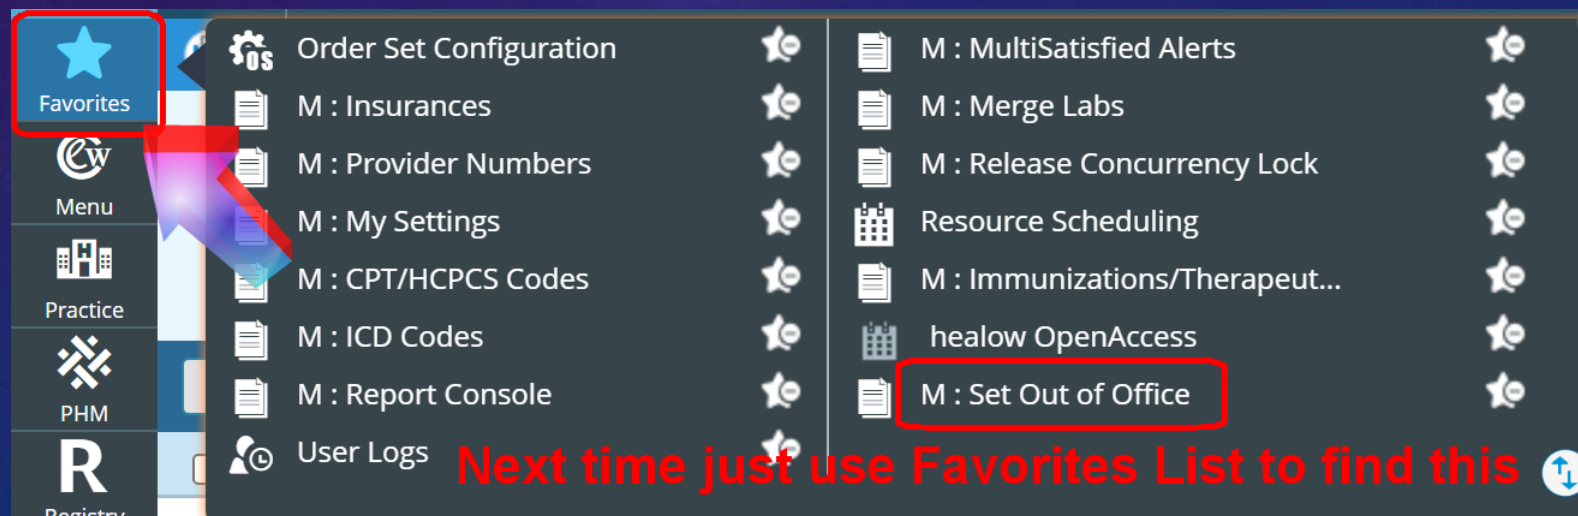 Favorites
Menu
Practice
PHM
R
Registry
Order Set Configuration
M : Insurances
M : Provider Numbers
M : My Settings
M : CPT/HCPCS Codes
M : ICD Codes
M : Report Console
User Logs
M : MultiSatisfied Alerts
M : Merge Labs
M : Release Concurrency Lock
Resource Scheduling
M : Immunizations/Therapeut...
healow OpenAccess
M : Set Out of Office
Next time just use Favorites List to find this